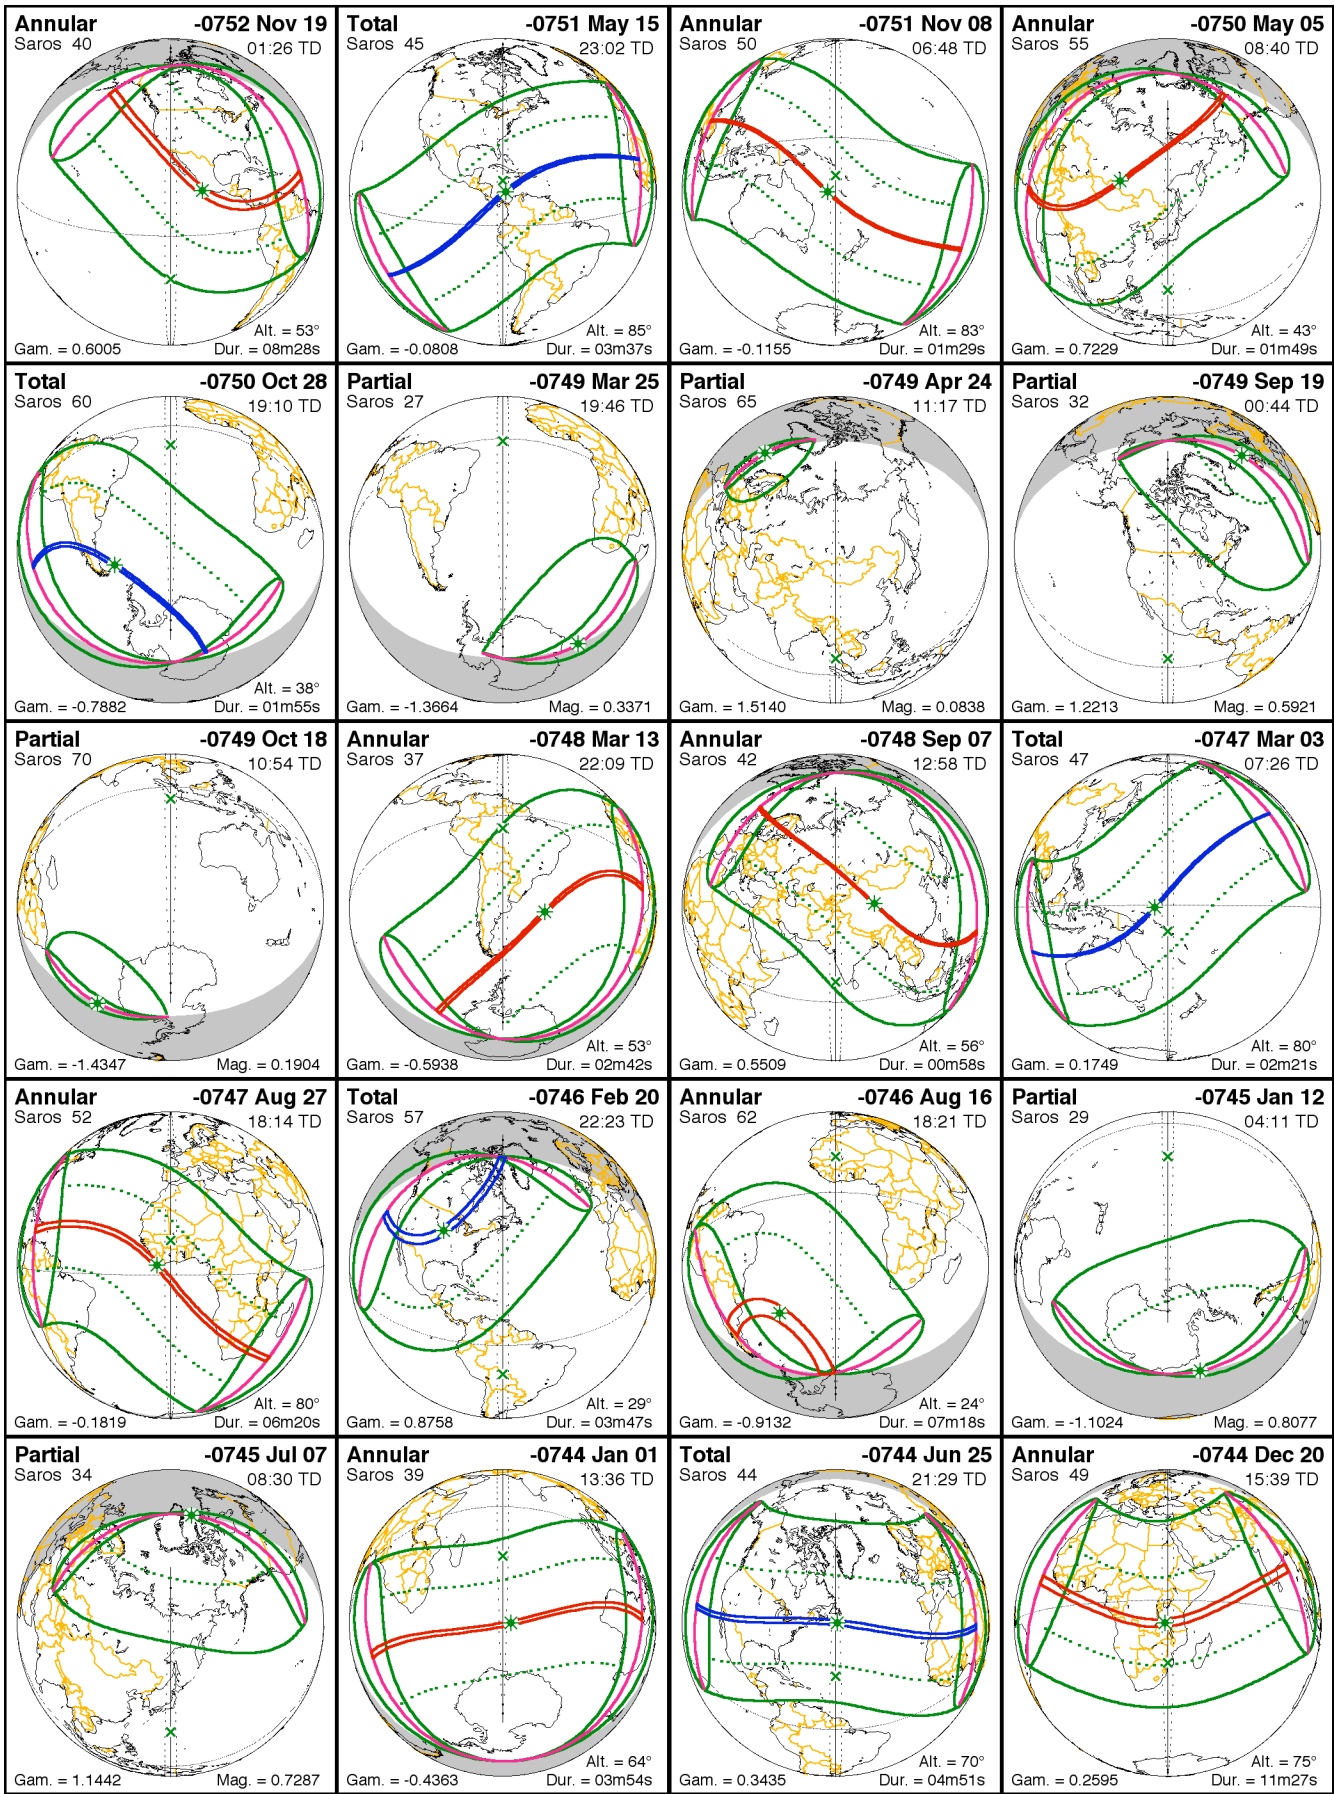 Annular -0752 Nov 19
Saros 40 01:26 TD
Alt. = 53°
Gam. = 0.6005 Dur. = 08m28s
Total -0751 May 15
Saros 45 23:02 TD
Alt. = 85°
Gam. = -0.0808 Dur. = 03m37s
Annular -0751 Nov 08
Saros 50 06:48 TD
Alt. = 83°
Gam. = -0.1155 Dur. = 01m29s
Annular -0750 May 05
Saros 55 08:40 TD
Alt. = 43°
Gam. = 0.7229 Dur. = 01m49s
Total -0750 Oct 28
Saros 60 19:10 TD
Alt. = 38°
Gam. = -0.7882 Dur. = 01m55s
Partial -0749 Mar 25
Saros 27 19:46 TD
Gam. = -1.3664 Mag. = 0.3371
Partial -0749 Apr 24
Saros 65 11:17 TD
Gam. = 1.5140 Mag. = 0.0838
Partial -0749 Sep 19
Saros 32 00:44 TD
Gam. = 1.2213 Mag. = 0.5921
Partial -0749 Oct 18
Saros 70 10:54 TD
Gam. = -1.4347 Mag. = 0.1904
Annular -0748 Mar 13
Saros 37 22:09 TD
Alt. = 53°
Gam. = -0.5938 Dur. = 02m42s
Annular -0748 Sep 07
Saros 42 12:58 TD
Alt. = 56°
Gam. = 0.5509 Dur. = 00m58s
Total -0747 Mar 03
Saros 47 07:26 TD
Alt. = 80°
Gam. = 0.1749 Dur. = 02m21s
Annular -0747 Aug 27
Saros 52 18:14 TD
Alt. = 80°
Gam. = -0.1819 Dur. = 06m20s
Total -0746 Feb 20
Saros 57 22:23 TD
Alt. = 29°
Gam. = 0.8758 Dur. = 03m47s
Annular -0746 Aug 16
Saros 62 18:21 TD
Alt. = 24°
Gam. = -0.9132 Dur. = 07m18s
Partial -0745 Jan 12
Saros 29 04:11 TD
Gam. = -1.1024 Mag. = 0.8077
Partial -0745 Jul 07
Saros 34 08:30 TD
Gam. = 1.1442 Mag. = 0.7287
Annular -0744 Jan 01
Saros 39 13:36 TD
Alt. = 64°
Gam. = -0.4363 Dur. = 03m54s
Total -0744 Jun 25
Saros 44 21:29 TD
Alt. = 70°
Gam. = 0.3435 Dur. = 04m51s
Annular -0744 Dec 20
Saros 49 15:39 TD
Alt. = 75°
Gam. = 0.2595 Dur. = 11m27s